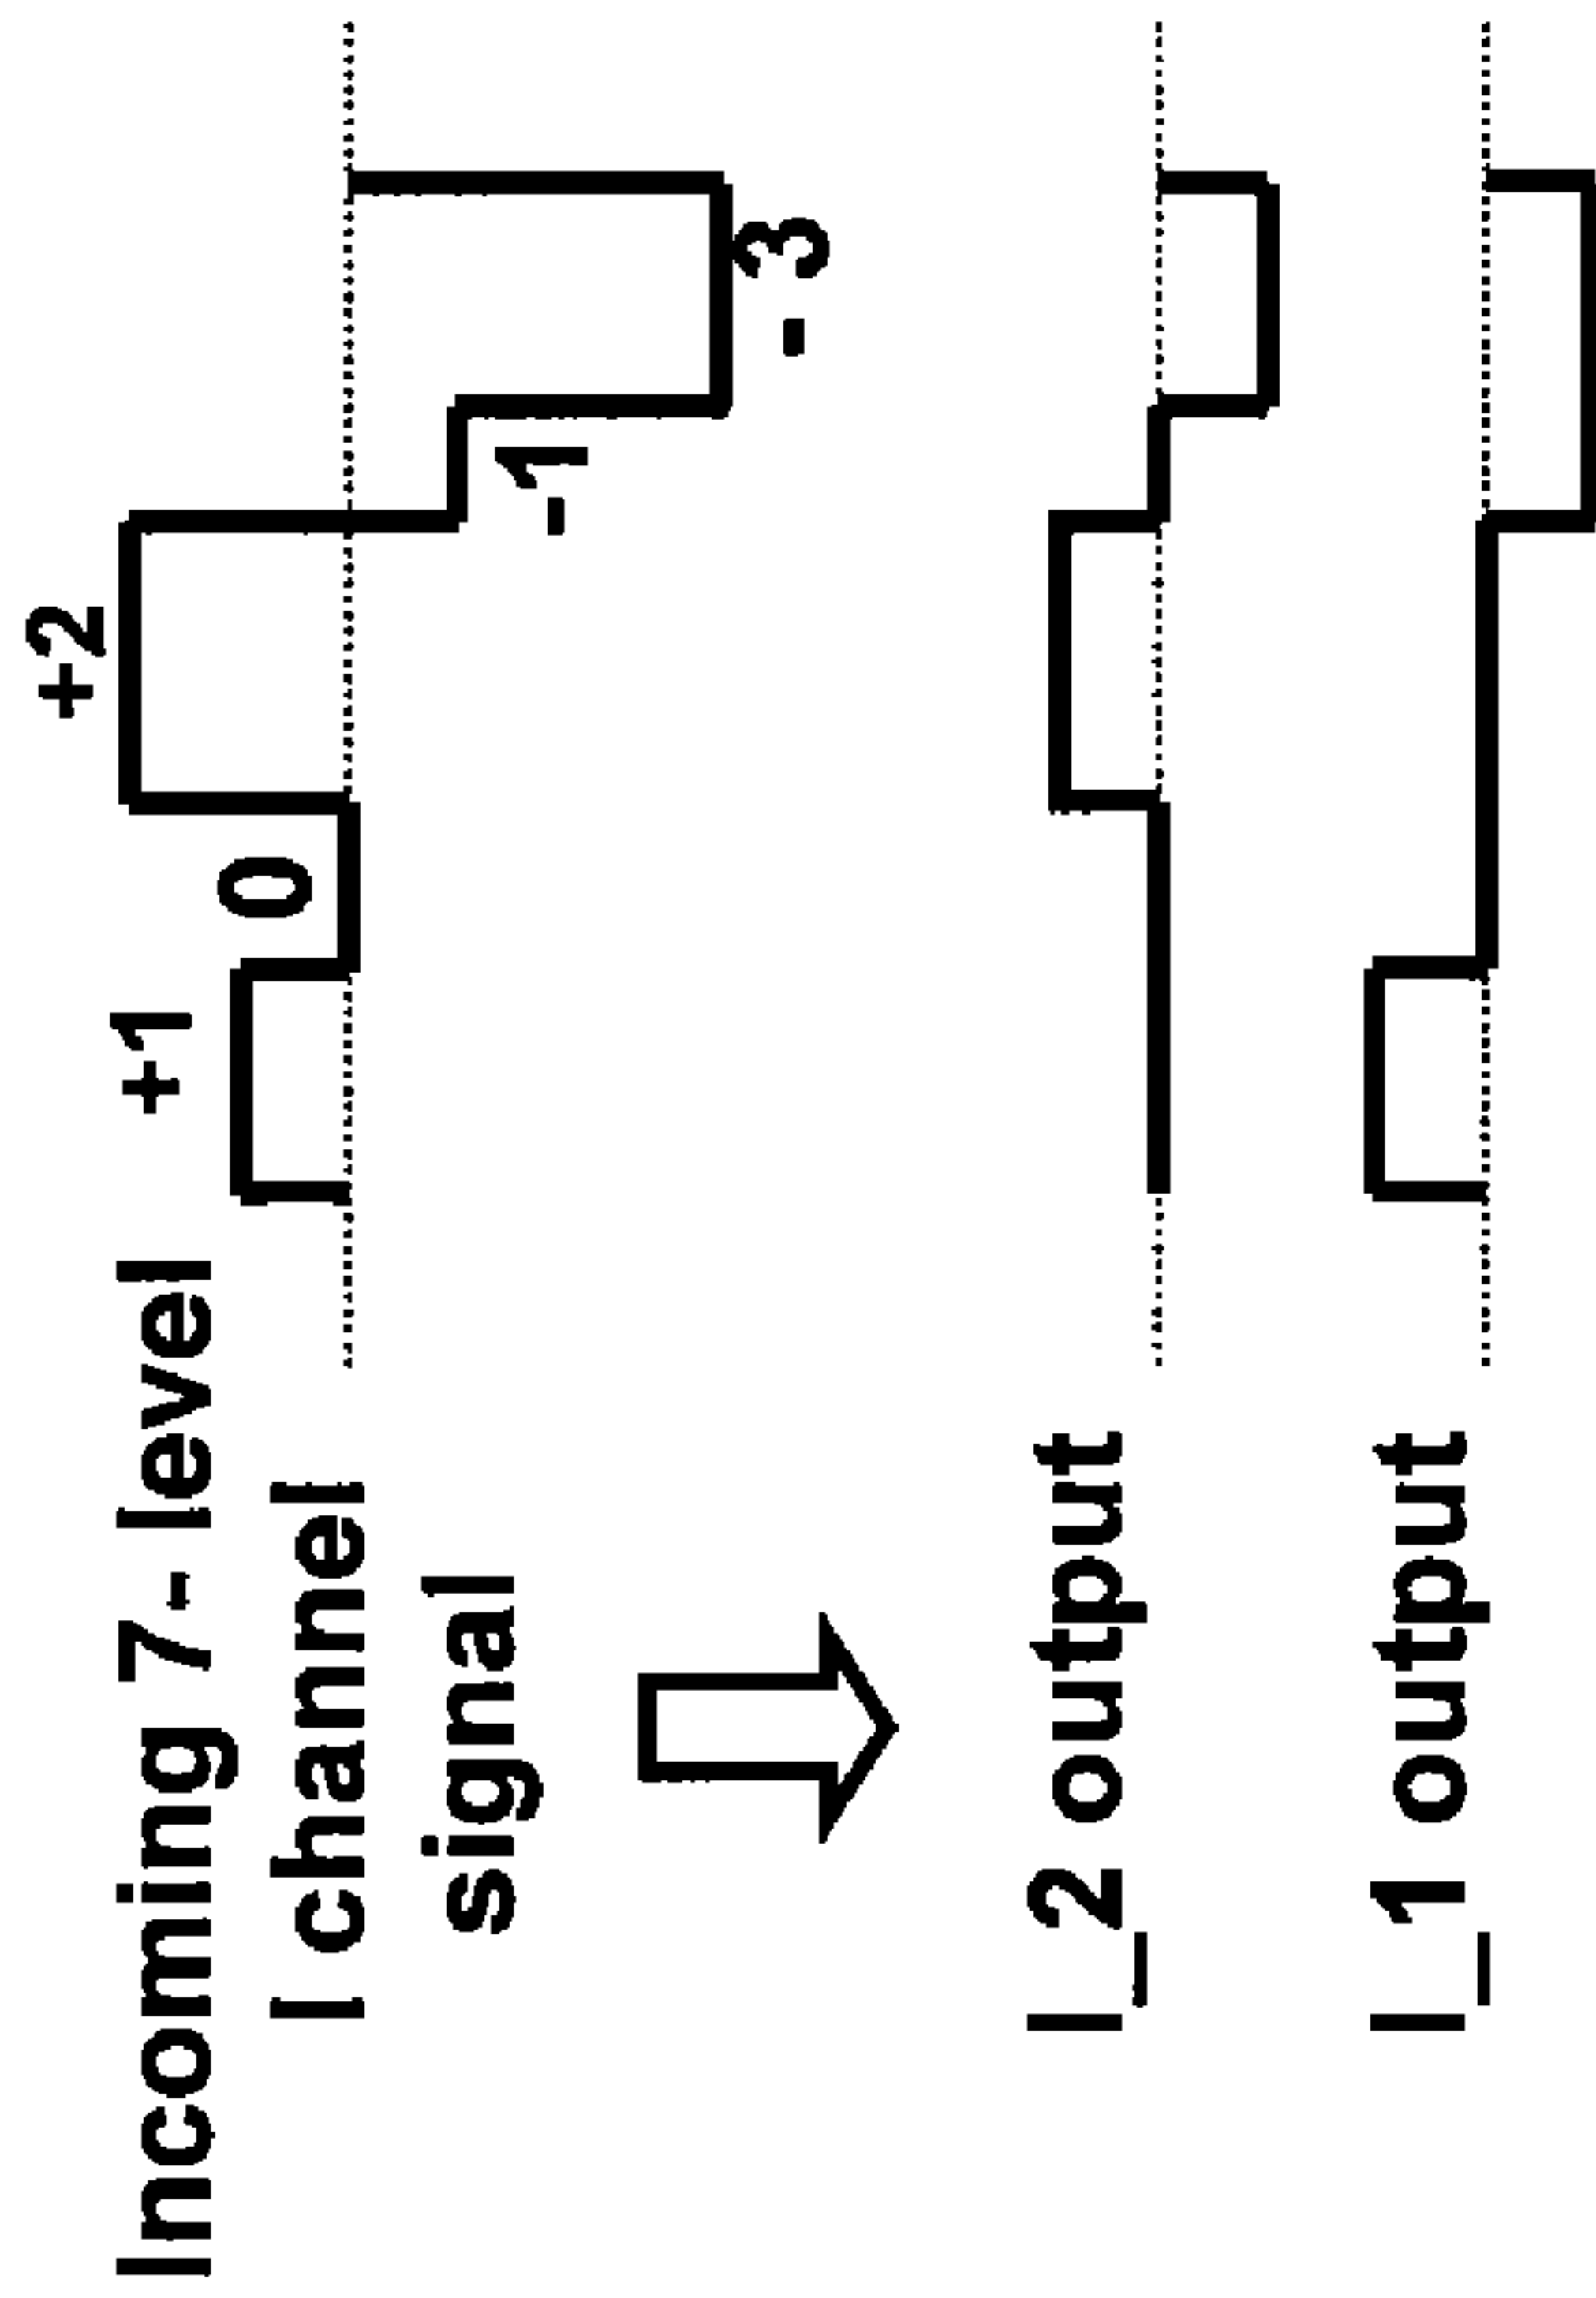 Incoming 7- level
I channel
signal
+1
0
+2
-1
-3
I_2 output
I_1 output